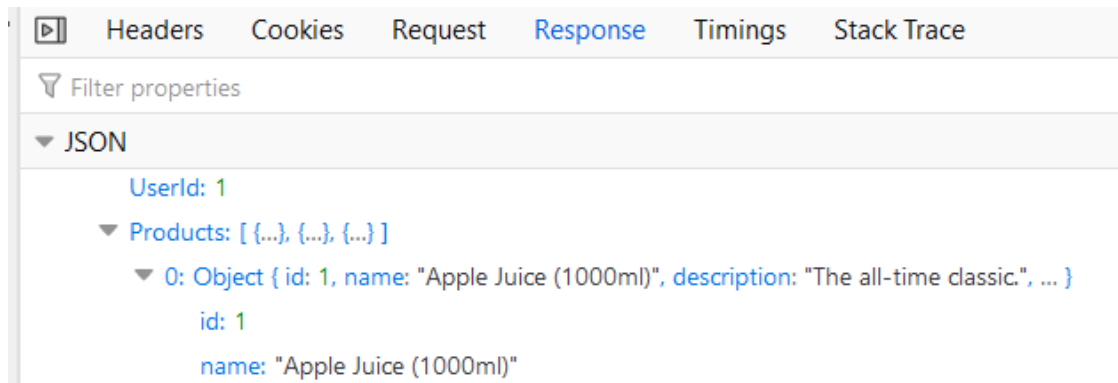 Headers Cookies Request Response Timings Stack Trace
Filter properties
JSON
UserId: 1
Products: [ {…}, {…}, {…} ]
0: Object { id: 1, name: "Apple Juice (1000ml)", description: "The all-time classic.", … }
id: 1
name: "Apple Juice (1000ml)"